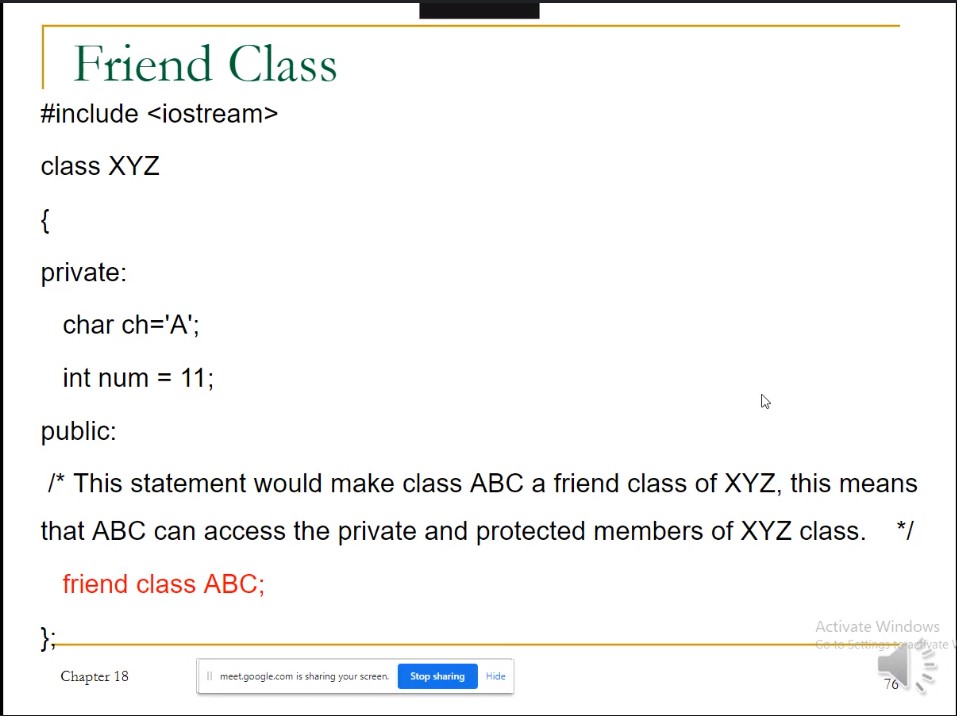 Friend Class
#include <iostream>
class XYZ
{
private:
char ch='A';
int num = 11;
public:
/* This statement would make class ABC a friend class of XYZ, this means
that ABC can access the private and protected members of XYZ class. */
friend class ABC;
};
Activate Windows
Go to Settings to activate W
Chapter 18
|| meet.google.com is sharing your screen. Stop sharing Hide
76